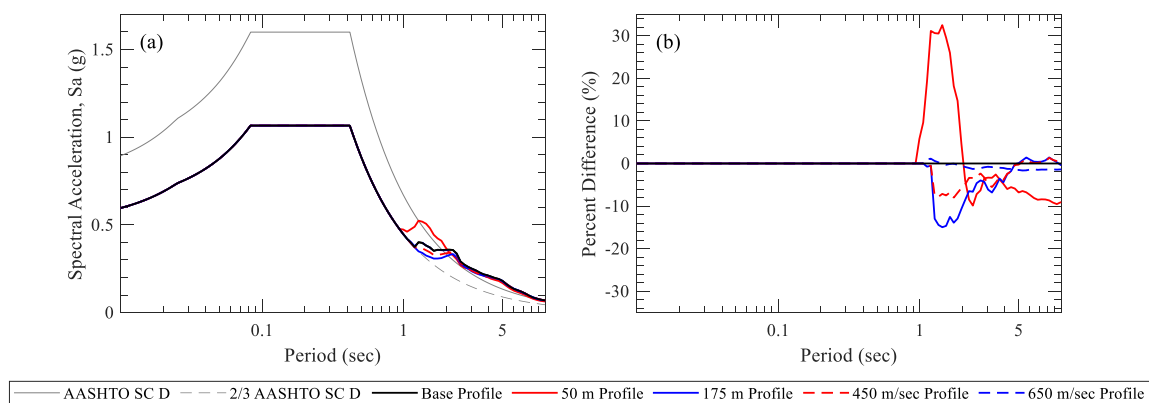 (a)
Spectral Acceleration, Sa (g)
1.5
1
0.5
0
0.1
1
5
Period (sec)
(b)
Percent Difference (%)
30
20
10
0
-10
-20
-30
0.1
1
5
Period (sec)
AASHTO SC D
2/3 AASHTO SC D
Base Profile
50 m Profile
175 m Profile
450 m/sec Profile
650 m/sec Profile